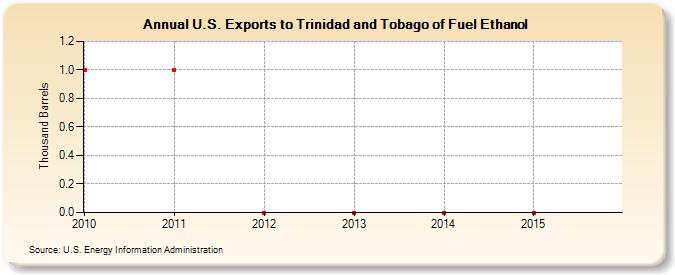 Annual U.S. Exports to Trinidad and Tobago of Fuel Ethanol
Thousand Barrels
1.2
1.0
0.8
0.6
0.4
0.2
0.0
2010 2011 2012 2013 2014 2015
Source: U.S. Energy Information Administration